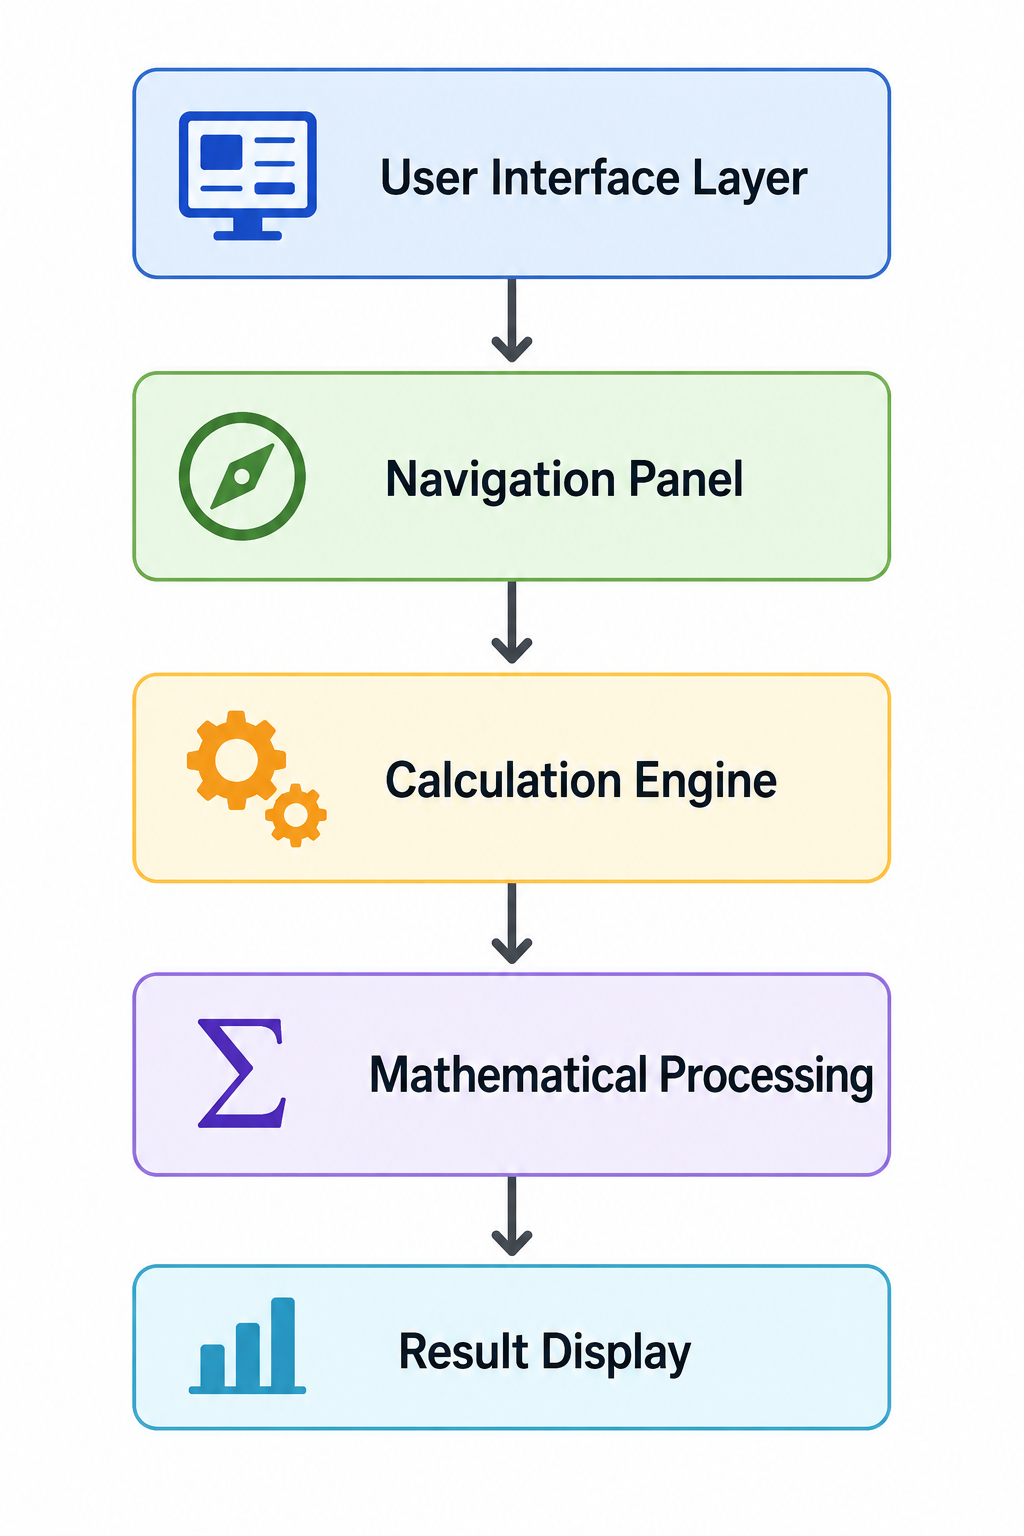 User Interface Layer
Navigation Panel
Calculation Engine
Mathematical Processing
Result Display